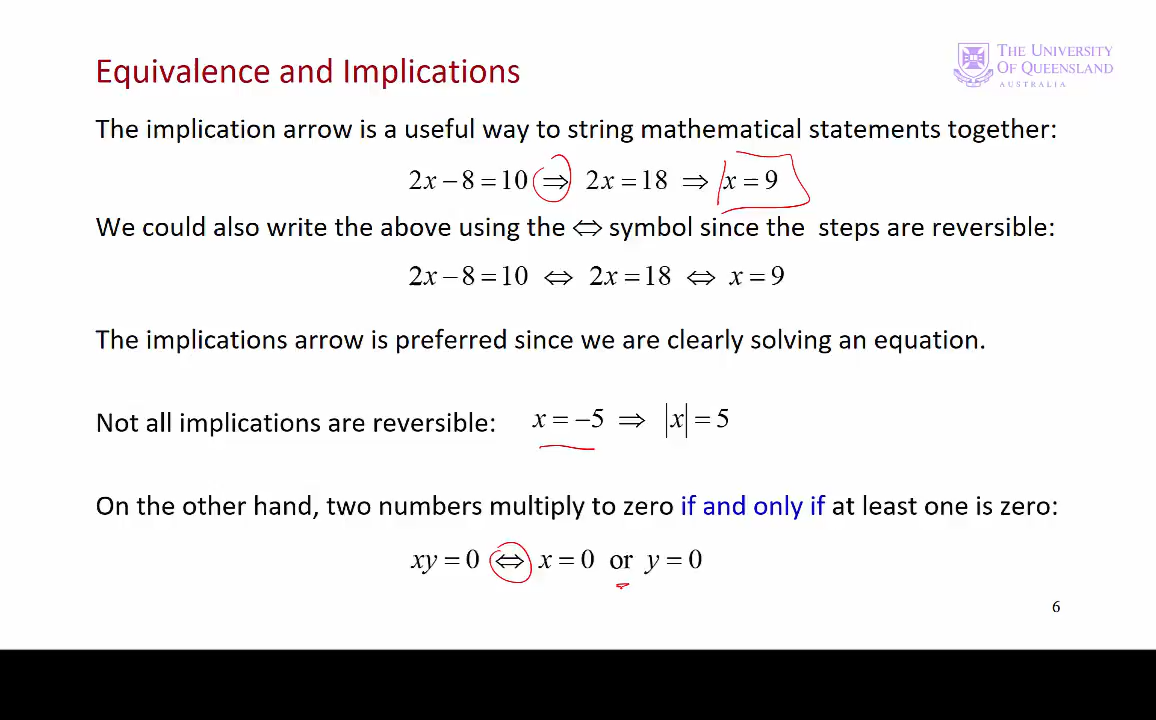 Equivalence and Implications
THE UNIVERSITY
OF QUEENSLAND
AUSTRALIA
The implication arrow is a useful way to string mathematical statements together:
2x − 8 = 10 ⇒ 2x = 18 ⇒ x = 9
We could also write the above using the ⇔ symbol since the steps are reversible:
2x − 8 = 10 ⇔ 2x = 18 ⇔ x = 9
The implications arrow is preferred since we are clearly solving an equation.
Not all implications are reversible: x = −5 ⇒ |x| = 5
On the other hand, two numbers multiply to zero if and only if at least one is zero:
xy = 0 ⇔ x = 0 or y = 0
6